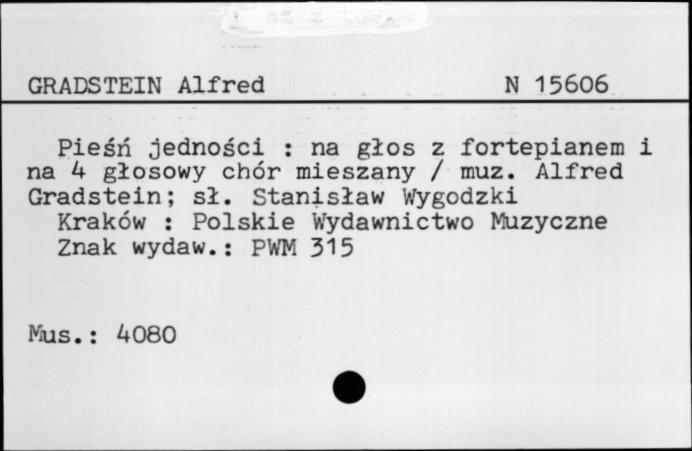 GRADSTEIN Alfred N 15606
Pieśń jedności : na głos z fortepianem i
na 4 głosowy chór mieszany / muz. Alfred
Gradstein; sł. Stanisław Wygodzki
Kraków : Polskie Wydawnictwo Muzyczne
Znak wydaw.: PWM 315
Mus.: 4080